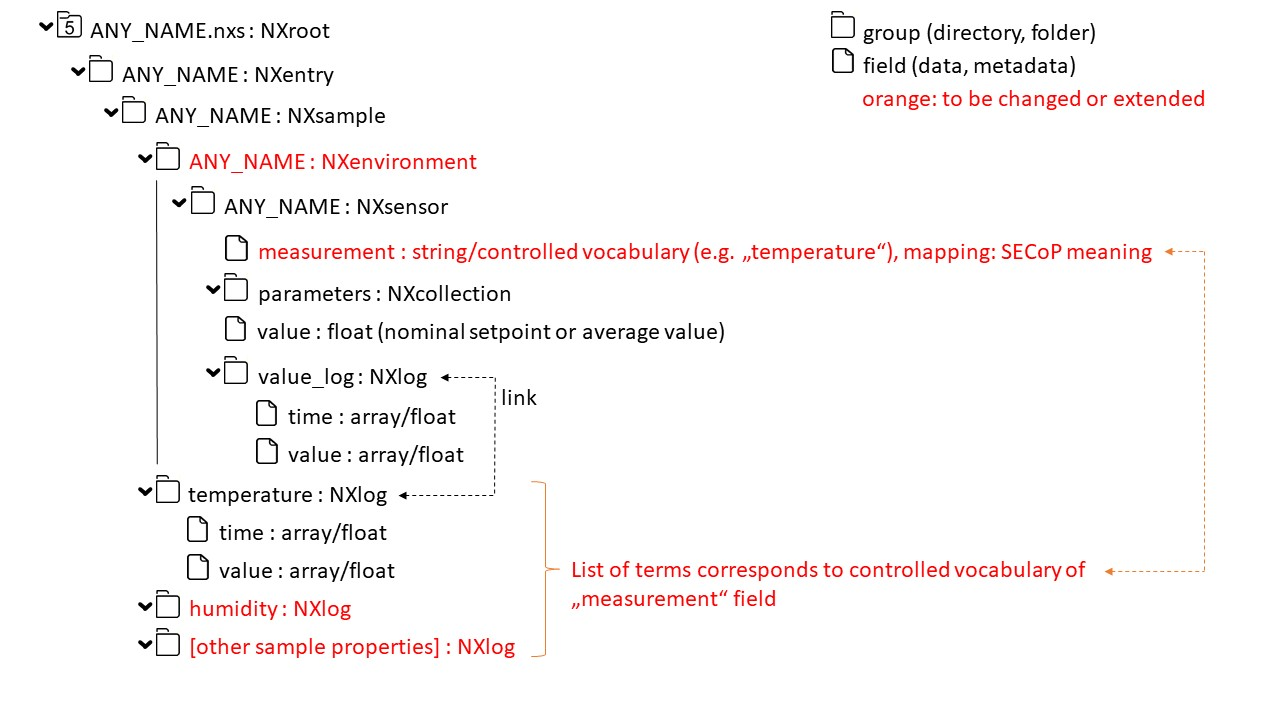 5 ANY_NAME.nxs : NXroot
group (directory, folder)
ANY_NAME : NXentry
field (data, metadata)
orange: to be changed or extended
ANY_NAME : NXsample
ANY_NAME : NXenvironment
ANY_NAME : NXsensor
measurement : string/controlled vocabulary (e.g. „temperature“), mapping: SECoP meaning
parameters : NXcollection
value : float (nominal setpoint or average value)
value_log : NXlog
link
time : array/float
value : array/float
temperature : NXlog
time : array/float
value : array/float
List of terms corresponds to controlled vocabulary of
„measurement“ field
humidity : NXlog
[other sample properties] : NXlog